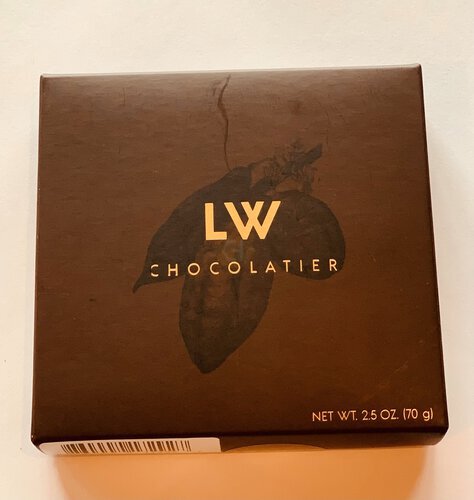 LW
CHOCOLATIER
NET WT. 2.5 OZ. (70 g)